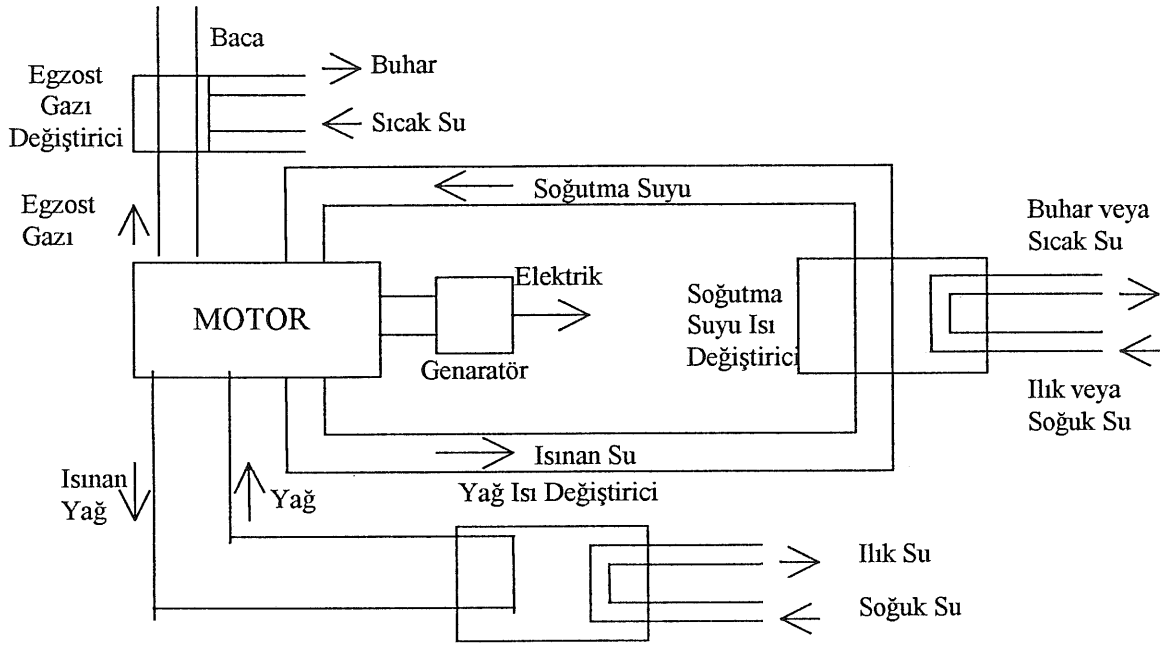 Baca
Egzost
Gazı
Değiştirici
Buhar
Sıcak Su
Egzost
Gazı
Soğutma Suyu
Buhar veya
Sıcak Su
MOTOR
Elektrik
Genaratör
Soğutma
Suyu Isı
Değiştirici
Ilık veya
Soğuk Su
Isınan Su
Isınan
Yağ
Yağ
Yağ Isı Değiştirici
Ilık Su
Soğuk Su